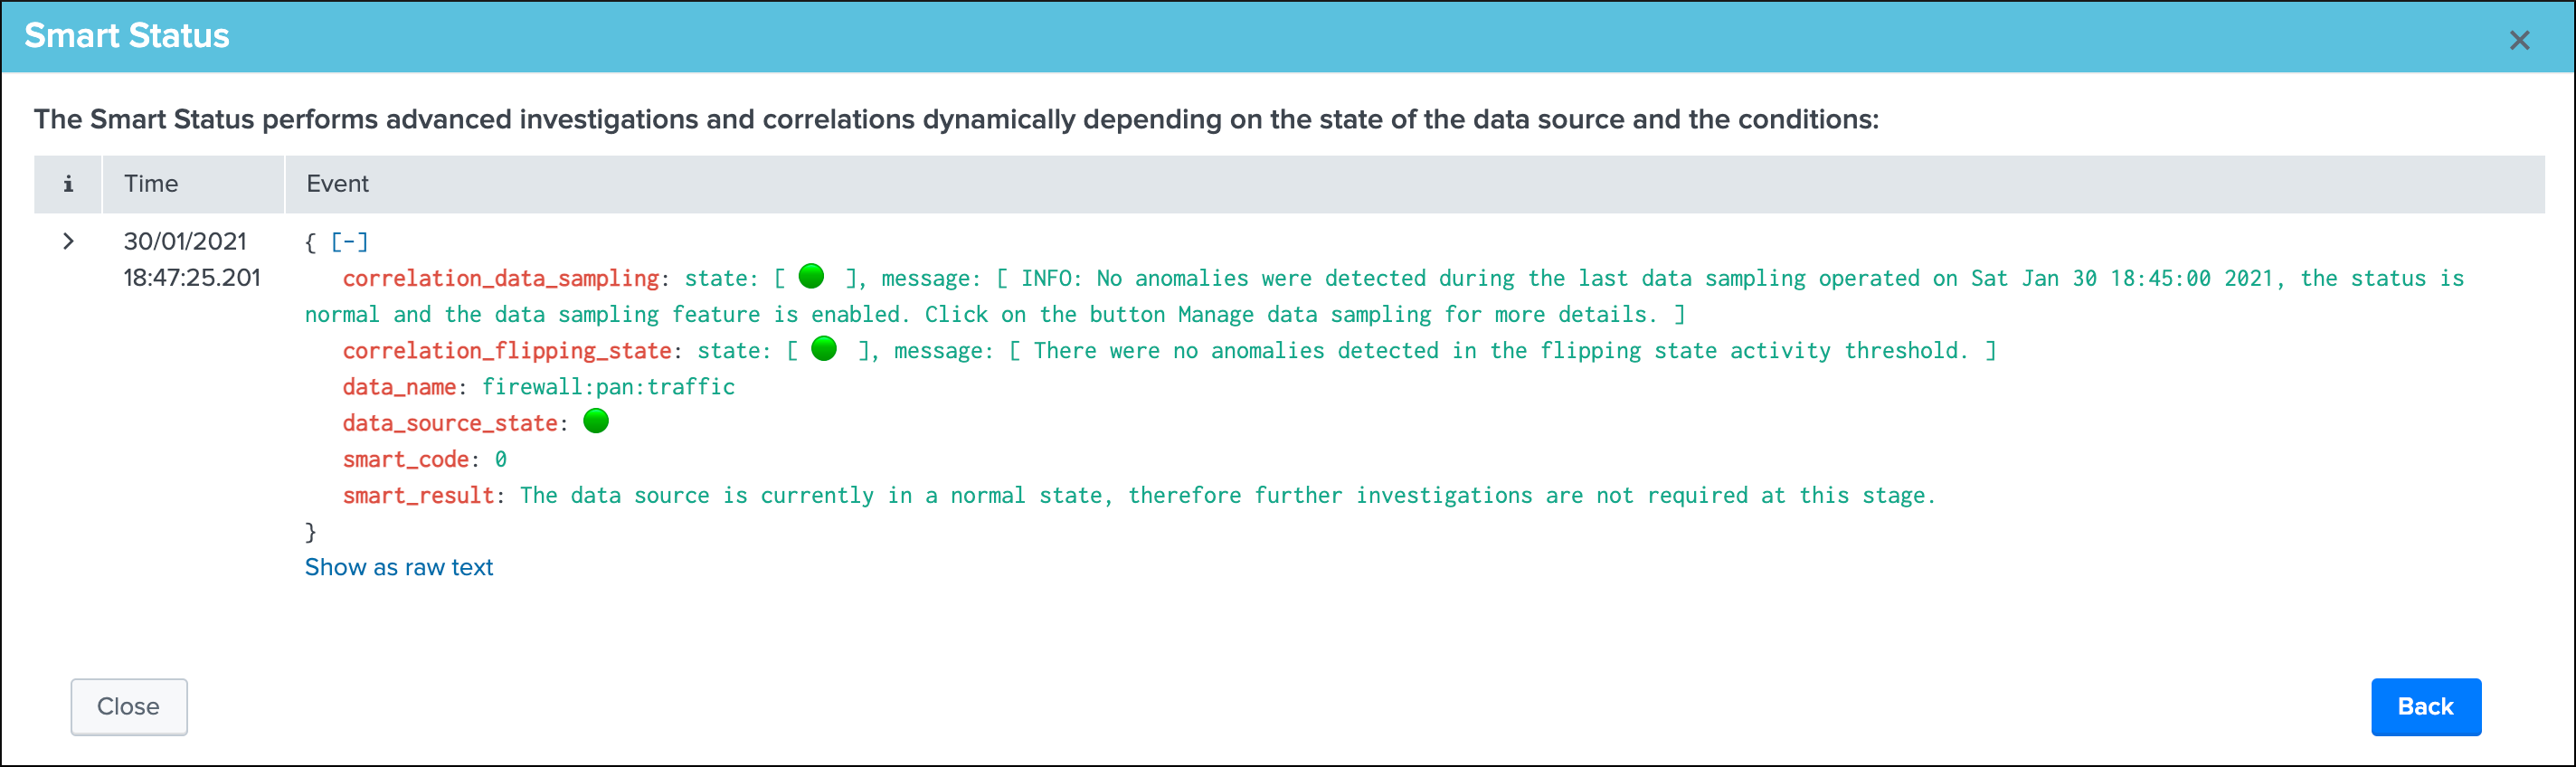 Smart Status
×
The Smart Status performs advanced investigations and correlations dynamically depending on the state of the data source and the conditions:
i Time Event
> 30/01/2021 { [-]
18:47:25.201 correlation_data_sampling: state: [ 🟢 ], message: [ INFO: No anomalies were detected during the last data sampling operated on Sat Jan 30 18:45:00 2021, the status is
normal and the data sampling feature is enabled. Click on the button Manage data sampling for more details. ]
correlation_flipping_state: state: [ 🟢 ], message: [ There were no anomalies detected in the flipping state activity threshold. ]
data_name: firewall:pan:traffic
data_source_state: 🟢
smart_code: 0
smart_result: The data source is currently in a normal state, therefore further investigations are not required at this stage.
}
Show as raw text
Close Back